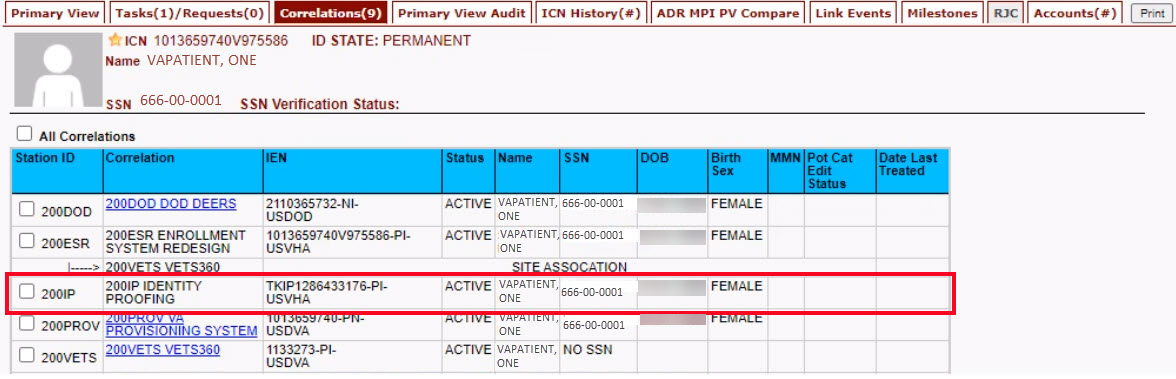 Primary View Tasks(1)/Requests(0) Correlations(9) Primary View Audit ICN History(#) ADR MPI PV Compare Link Events Milestones RJC Accounts(#) Print
ICN 1013659740V975586 ID STATE: PERMANENT
Name VAPATIENT, ONE
SSN 666-00-0001 SSN Verification Status:
All Correlations
Station ID Correlation IEN Status Name SSN DOB Birth Sex MMN Pot Cat Edit Status Date Last Treated
200DOD 200DOD DOD DEERS 2110365732-NI-USDOD ACTIVE VAPATIENT, ONE 666-00-0001 FEMALE
200ESR 200ESR ENROLLMENT SYSTEM REDESIGN 1013659740V975586-PI-USVHA ACTIVE VAPATIENT, ONE 666-00-0001 FEMALE
|-----> 200VETS VETS360 SITE ASSOCATION
200IP 200IP IDENTITY PROOFING TKIP1286433176-PI-USVHA ACTIVE VAPATIENT, ONE 666-00-0001 FEMALE
200PROV 200PROV VA PROVISIONING SYSTEM 1013659740-PN-USDVA ACTIVE VAPATIENT, ONE 666-00-0001 FEMALE
200VETS 200VETS VETS360 1133273-PI-USDVA ACTIVE VAPATIENT, ONE NO SSN